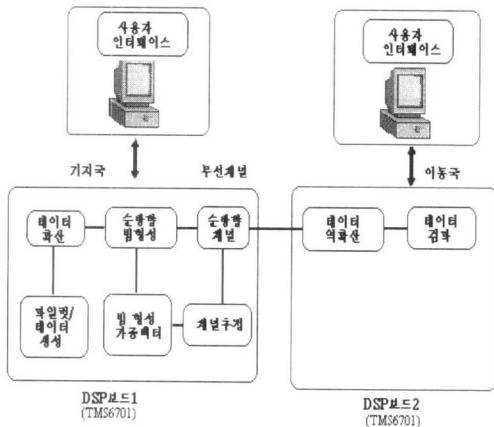 사용자
인터페이스
사용자
인터페이스
기지국
무선채널
이동국
데이터
확산
순방향
빔형성
순방향
채널
데이터
역확산
데이터
검파
파일럿/
데이터
생성
빔 형성
가중벡터
채널추정
DSP보드1
(TMS6701)
DSP보드2
(TMS6701)